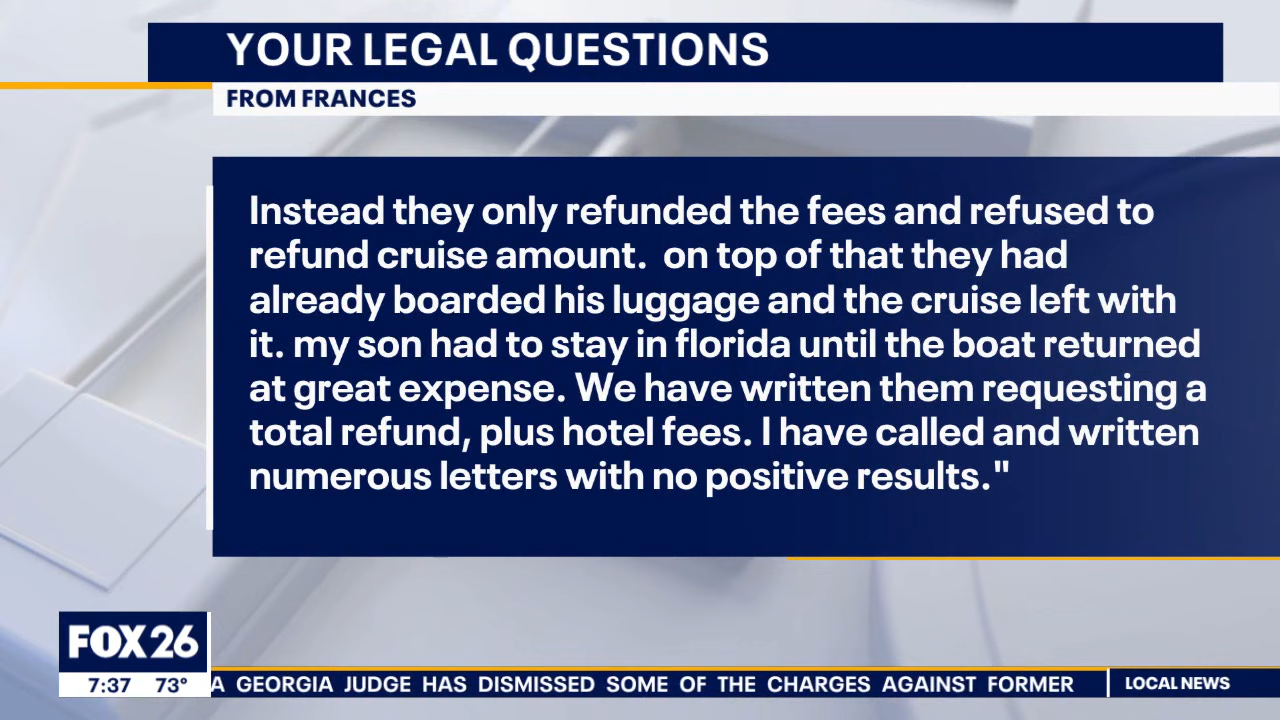 YOUR LEGAL QUESTIONS
FROM FRANCES
Instead they only refunded the fees and refused to
refund cruise amount.  on top of that they had
already boarded his luggage and the cruise left with
it. my son had to stay in florida until the boat returned
at great expense. We have written them requesting a
total refund, plus hotel fees. I have called and written
numerous letters with no positive results."
FOX 26
7:37 73°
A GEORGIA JUDGE HAS DISMISSED SOME OF THE CHARGES AGAINST FORMER
LOCAL NEWS